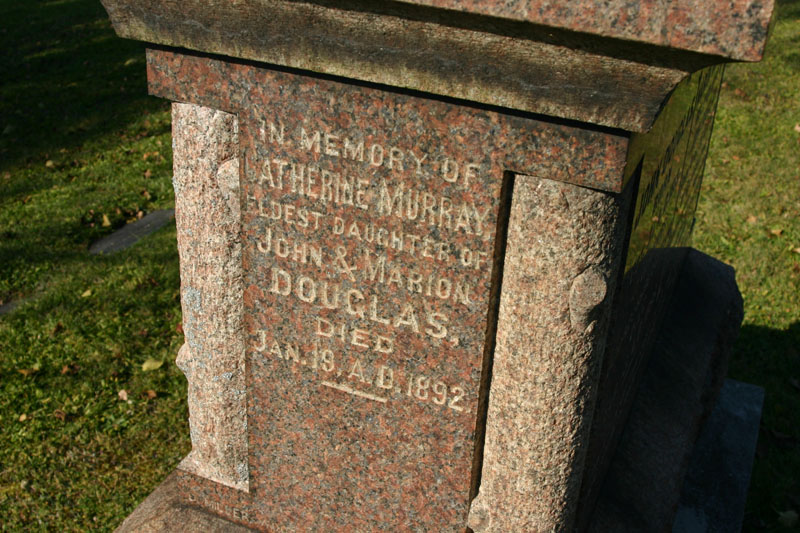 IN MEMORY OF
CATHERINE MURRAY
ELDEST DAUGHTER OF
JOHN & MARION
DOUGLAS,
DIED
JAN. 19. A.D. 1892.